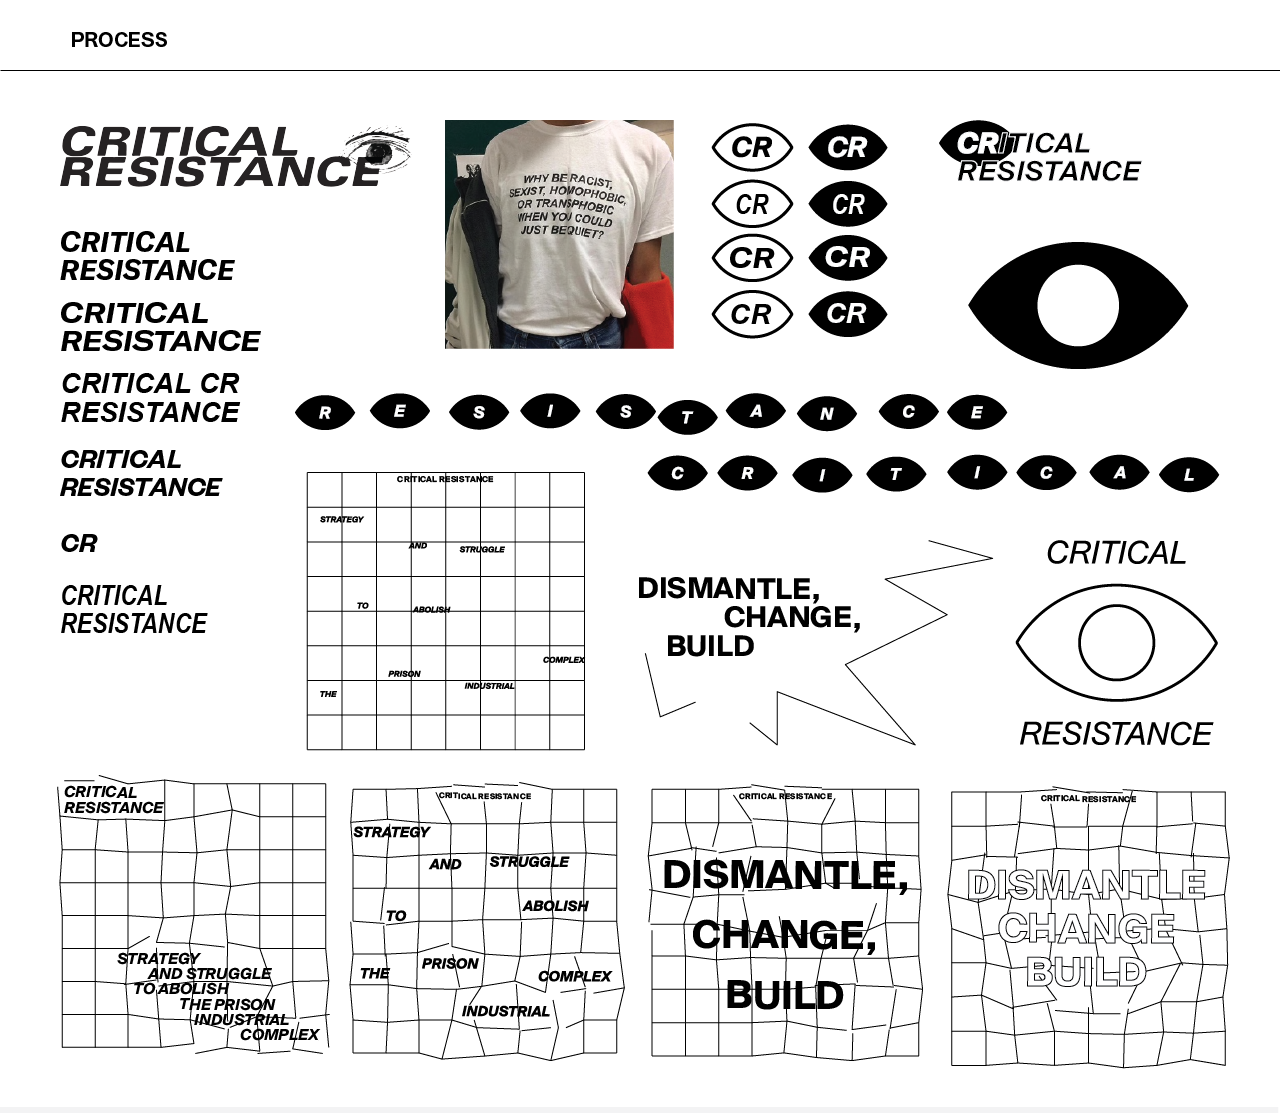 PROCESS
CRITICAL
RESISTANCE
CRITICAL
RESISTANCE
CRITICAL
RESISTANCE
CRITICAL CR
RESISTANCE
CRITICAL
RESISTANCE
CR
CRITICAL
RESISTANCE
WHY BE RACIST,
SEXIST, HOMOPHOBIC,
OR TRANSPHOBIC
WHEN YOU COULD
JUST BE QUIET?
CR CR
CR CR
CR CR
CR CR
CRITICAL
RESISTANCE
R E S I S T A N C E
C R I T I C A L
CRITICAL RESISTANCE
STRATEGY
AND STRUGGLE
TO ABOLISH
COMPLEX
PRISON
INDUSTRIAL
THE
DISMANTLE,
CHANGE,
BUILD
CRITICAL
RESISTANCE
CRITICAL
RESISTANCE
STRATEGY
AND STRUGGLE
TO ABOLISH
THE PRISON
INDUSTRIAL
COMPLEX
CRITICAL RESISTANCE
STRATEGY
AND STRUGGLE
ABOLISH
TO
PRISON
THE COMPLEX
INDUSTRIAL
CRITICAL RESISTANCE
DISMANTLE,
CHANGE,
BUILD
CRITICAL RESISTANCE
DISMANTLE
CHANGE
BUILD